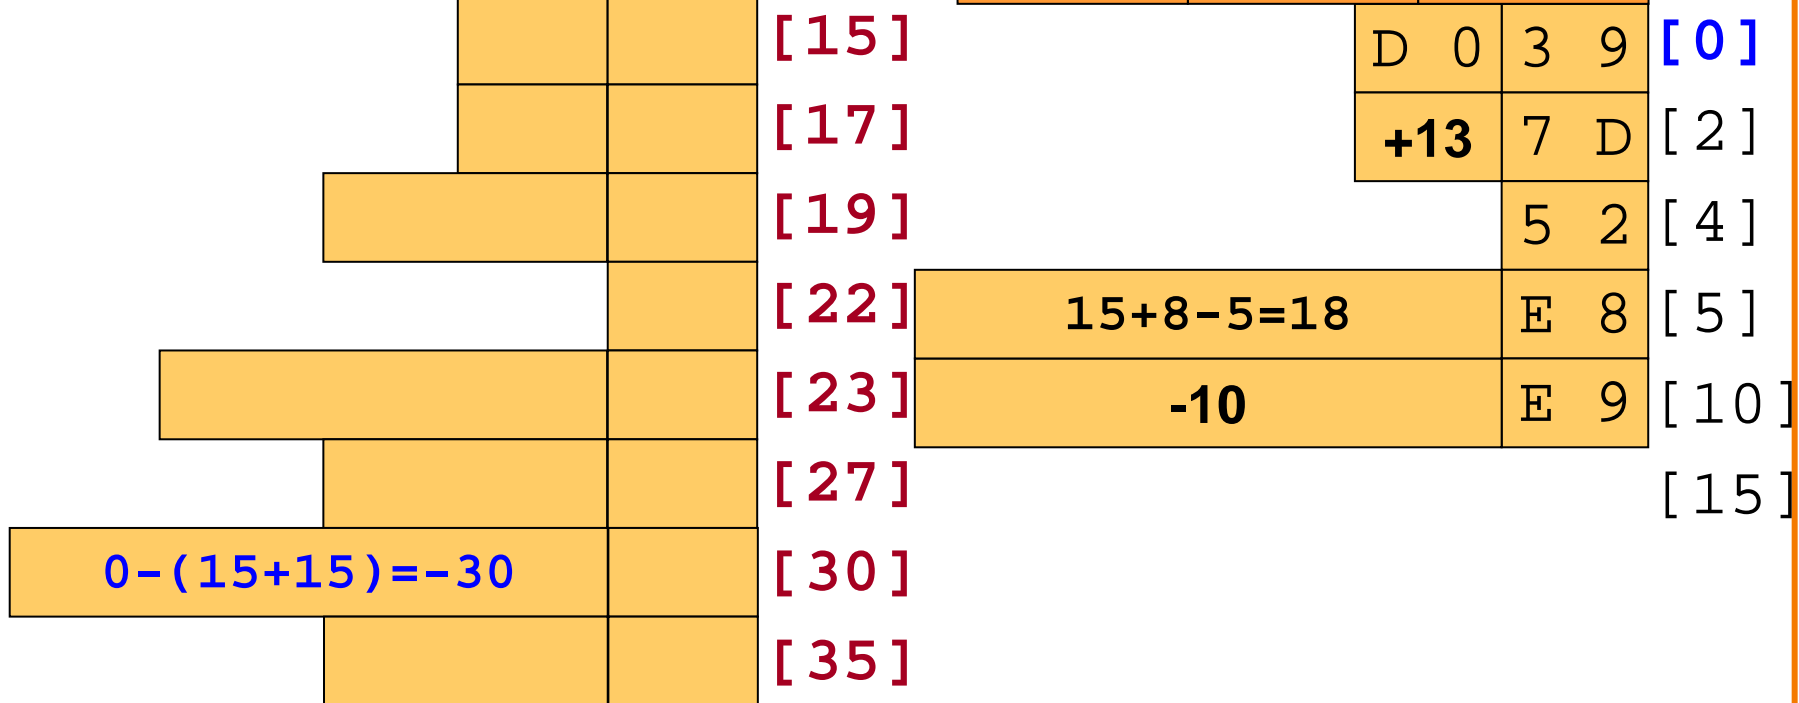 [15]
[17]
[19]
[22]
[23]
[27]
0-(15+15)=-30 [30]
[35]
D 0 3 9 [0]
+13 7 D [2]
5 2 [4]
15+8-5=18 E 8 [5]
-10 E 9 [10]
[15]